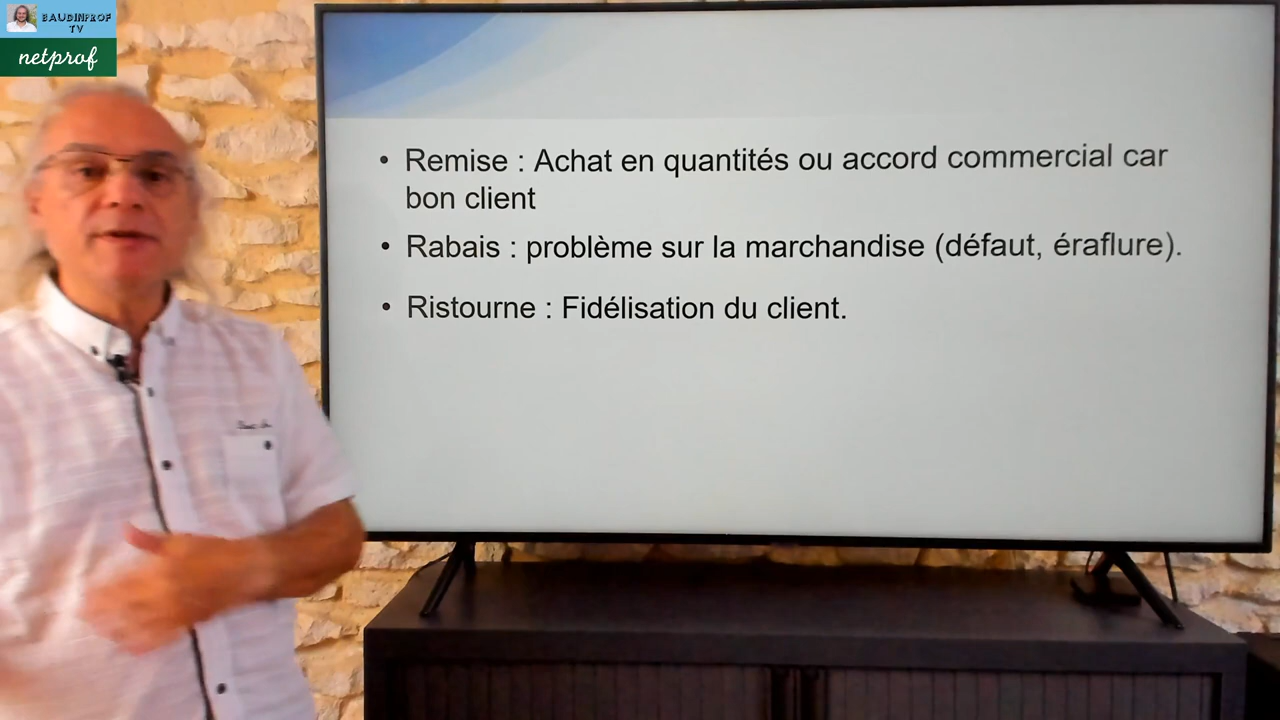 BAUDINPROF
TV
netprof
• Remise : Achat en quantités ou accord commercial car
bon client
• Rabais : problème sur la marchandise (défaut, éraflure).
• Ristourne : Fidélisation du client.